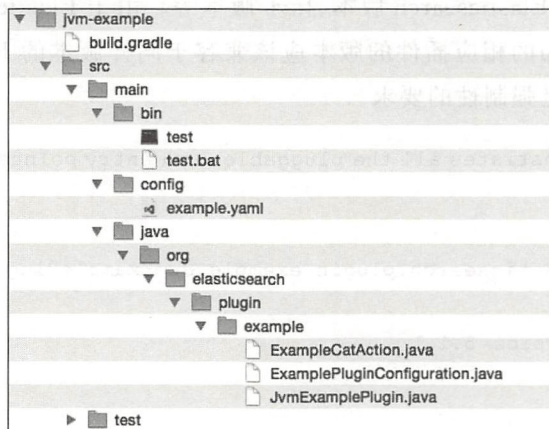 jvm-example
build.gradle
src
main
bin
test
test.bat
config
example.yaml
java
org
elasticsearch
plugin
example
ExampleCatAction.java
ExamplePluginConfiguration.java
JvmExamplePlugin.java
test